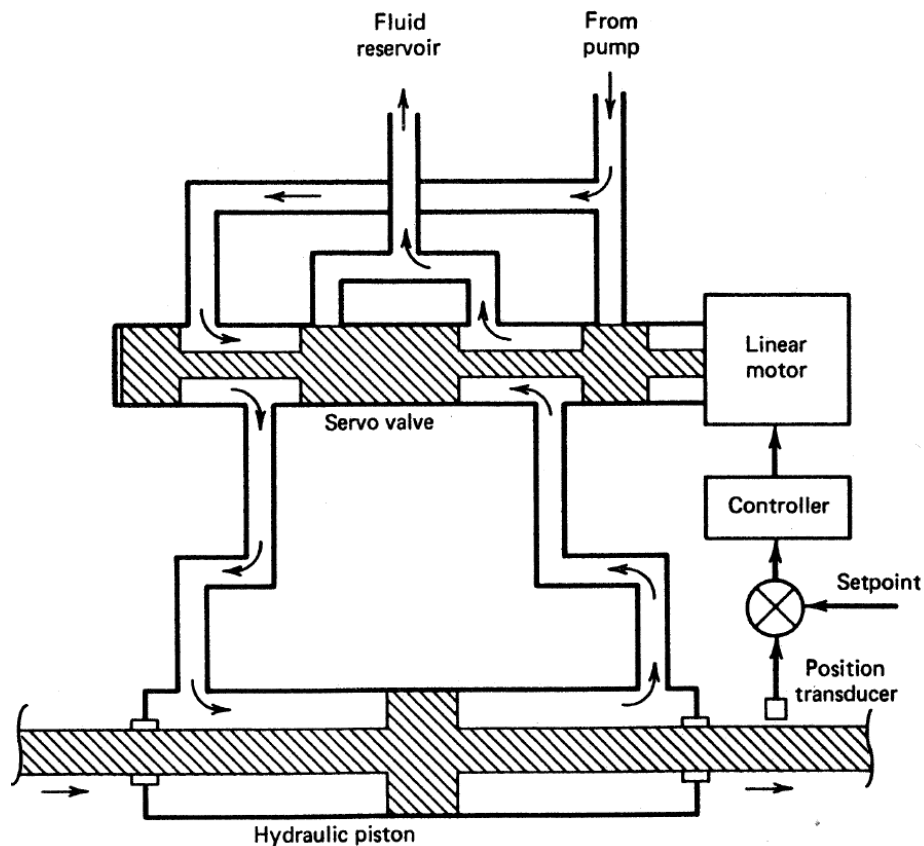 Fluid
reservoir
From
pump
Linear
motor
Servo valve
Controller
Setpoint
Position
transducer
Hydraulic piston